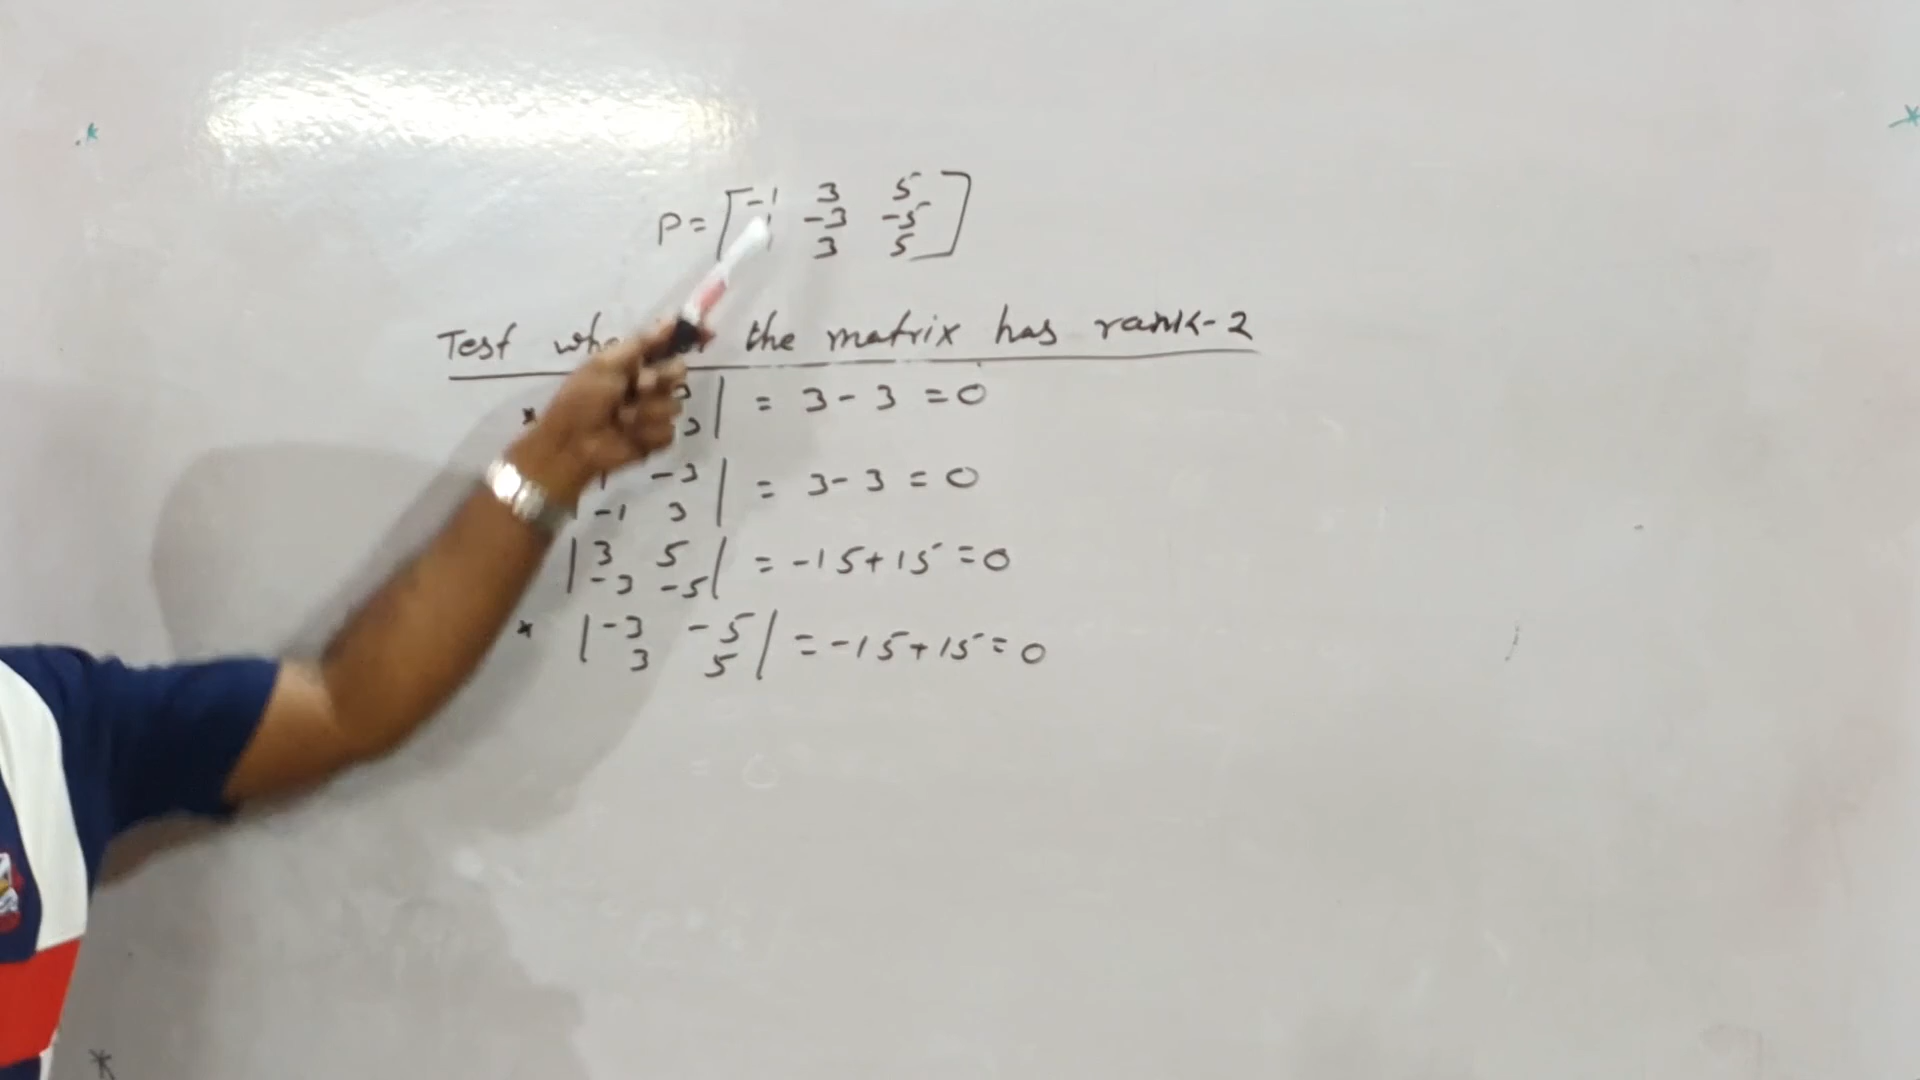 P = [ -1 3 5
-3 -5
3 5 ]
Test the matrix has rank-2
* 3 | = 3 - 3 = 0
1 -3 | = 3 - 3 = 0
-1 3
| 3 5 | = -15 + 15 = 0
-3 -5
* | -3 -5 | = -15 + 15 = 0
3 5